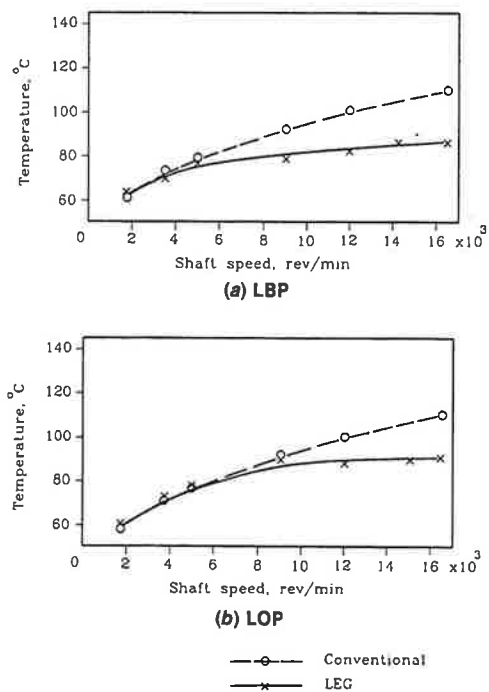 140
120
100
80
60
Temperature, °C
0 2 4 6 8 10 12 14 16 x10³
Shaft speed, rev/min
(a) LBP
140
120
100
80
60
Temperature, °C
0 2 4 6 8 10 12 14 16 x10³
Shaft speed, rev/min
(b) LOP
Conventional
LEG